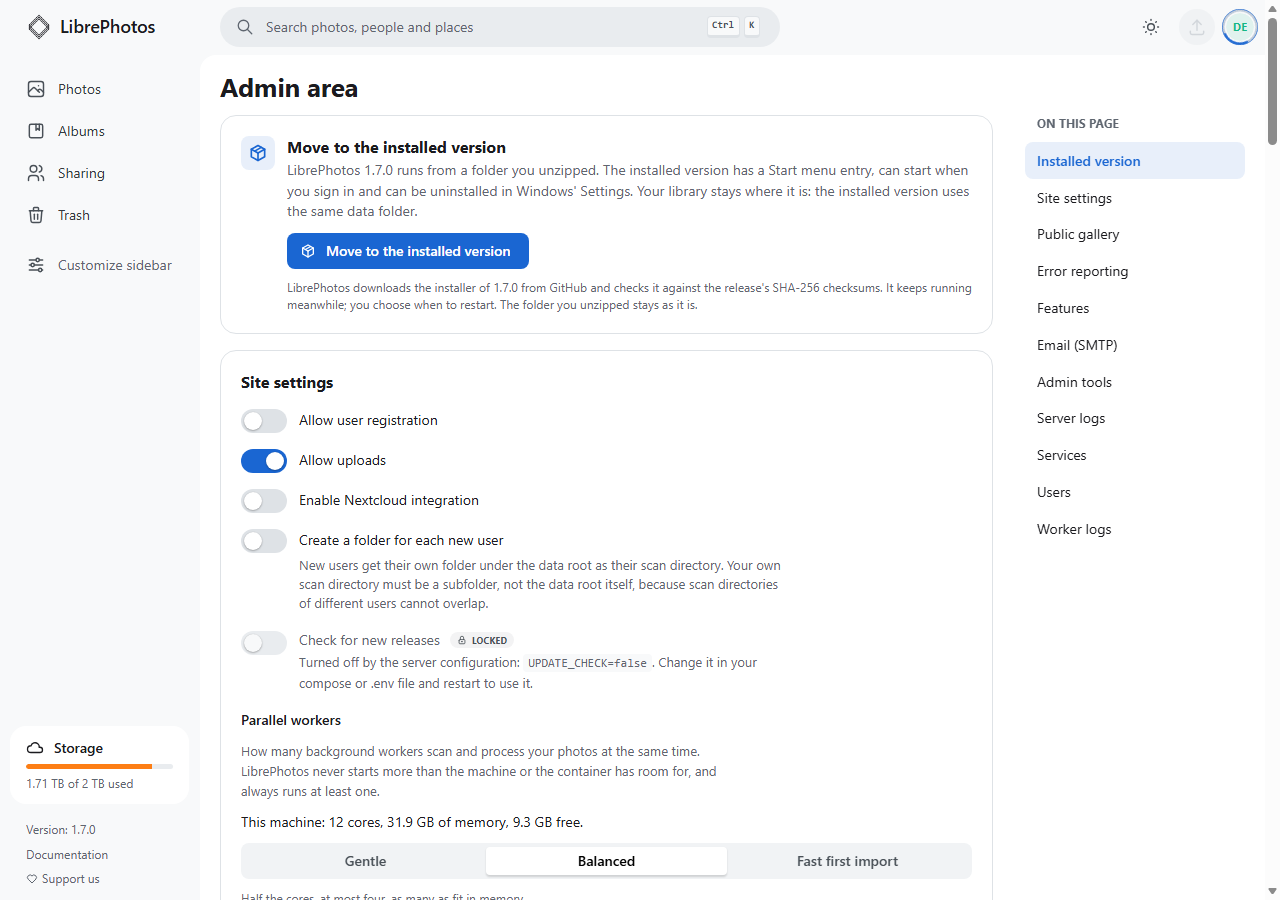 LibrePhotos
Search photos, people and places
Ctrl K
DE
Photos
Albums
Sharing
Trash
Customize sidebar
Storage
1.71 TB of 2 TB used
Version: 1.7.0
Documentation
Support us
Admin area
Move to the installed version
LibrePhotos 1.7.0 runs from a folder you unzipped. The installed version has a Start menu entry, can start when
you sign in and can be uninstalled in Windows' Settings. Your library stays where it is: the installed version uses
the same data folder.
Move to the installed version
LibrePhotos downloads the installer of 1.7.0 from GitHub and checks it against the release's SHA-256 checksums. It keeps running
meanwhile; you choose when to restart. The folder you unzipped stays as it is.
Site settings
Allow user registration
Allow uploads
Enable Nextcloud integration
Create a folder for each new user
New users get their own folder under the data root as their scan directory. Your own
scan directory must be a subfolder, not the data root itself, because scan directories
of different users cannot overlap.
Check for new releases LOCKED
Turned off by the server configuration: UPDATE_CHECK=false . Change it in your
compose or .env file and restart to use it.
Parallel workers
How many background workers scan and process your photos at the same time.
LibrePhotos never starts more than the machine or the container has room for, and
always runs at least one.
This machine: 12 cores, 31.9 GB of memory, 9.3 GB free.
Gentle Balanced Fast first import
Half the cores, at most four, as many as fit in memory.
ON THIS PAGE
Installed version
Site settings
Public gallery
Error reporting
Features
Email (SMTP)
Admin tools
Server logs
Services
Users
Worker logs